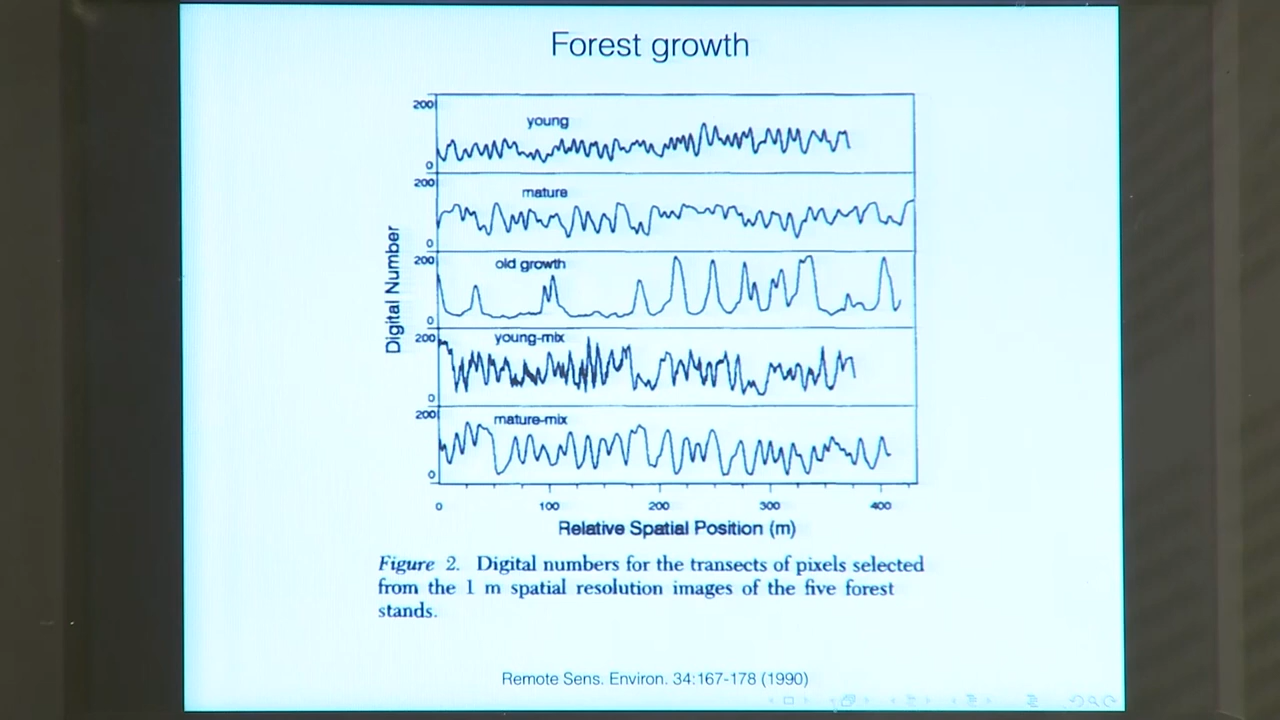 Forest growth
200
young
0
200
mature
0
200
old growth
0
200
young-mix
0
200
mature-mix
0
Digital Number
0 100 200 300 400
Relative Spatial Position (m)
Figure 2. Digital numbers for the transects of pixels selected
from the 1 m spatial resolution images of the five forest
stands.
Remote Sens. Environ. 34:167-178 (1990)